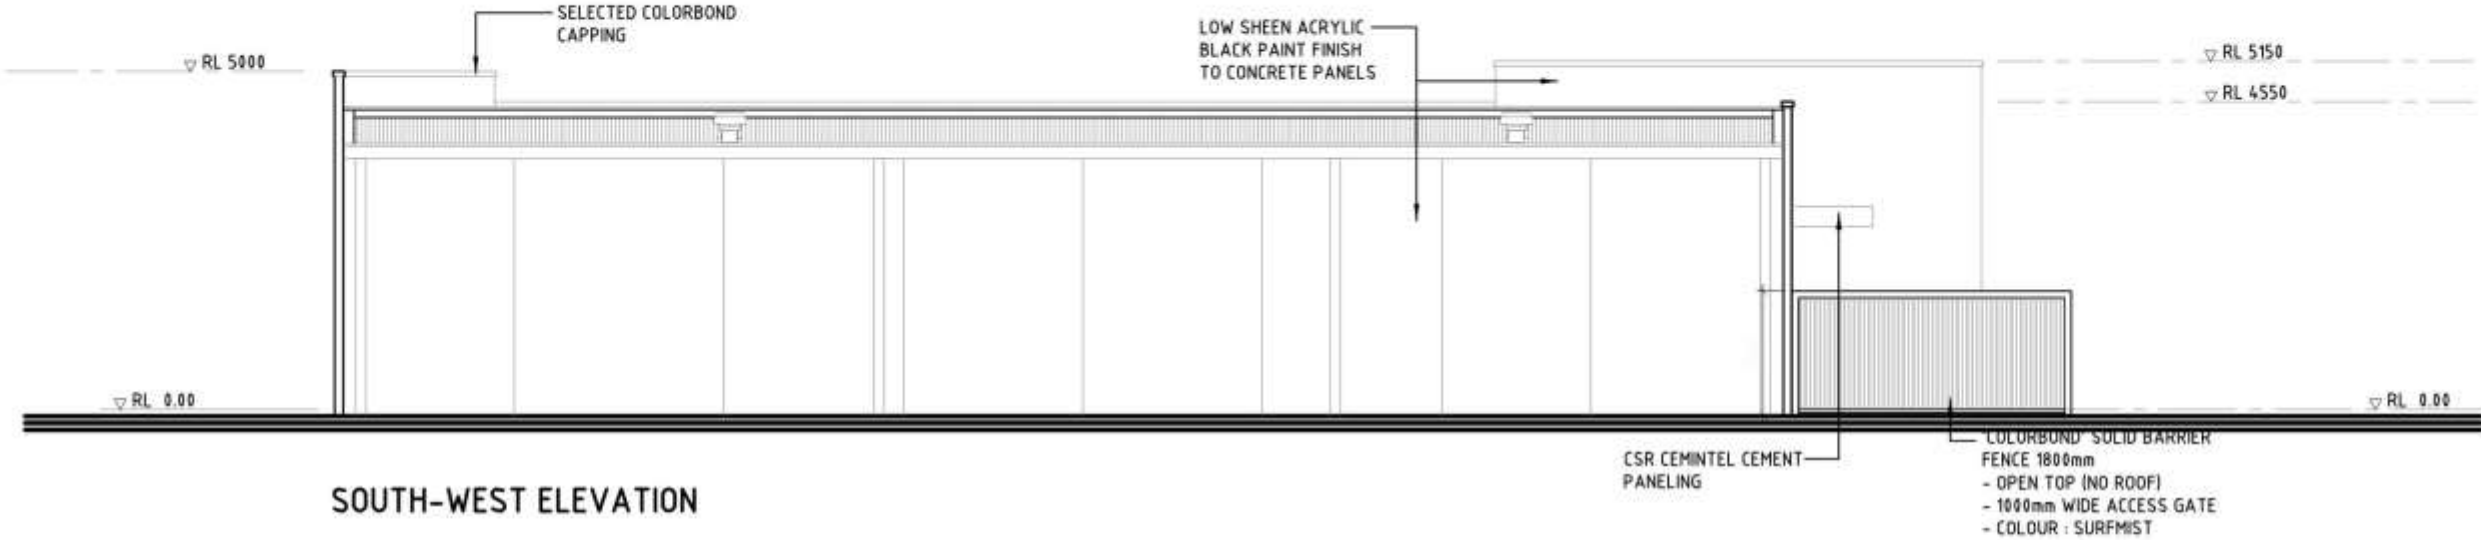 SELECTED COLORBOND
CAPPING
LOW SHEEN ACRYLIC
BLACK PAINT FINISH
TO CONCRETE PANELS
RL 5000
RL 5150
RL 4550
RL 0.00
RL 0.00
CSR CEMINTEL CEMENT
PANELING
'COLORBOND' SOLID BARRIER
FENCE 1800mm
- OPEN TOP (NO ROOF)
- 1000mm WIDE ACCESS GATE
- COLOUR : SURFMIST
SOUTH-WEST ELEVATION